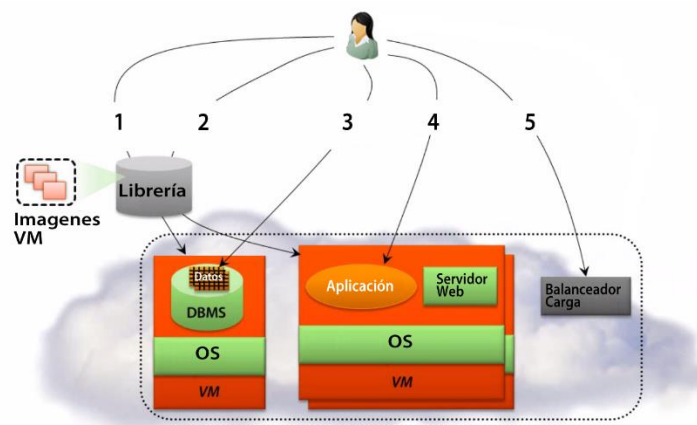 1
2
3
4
5
Librería
Imagenes
VM
Datos
DBMS
OS
VM
Aplicación
Servidor
Web
OS
VM
Balanceador
Carga